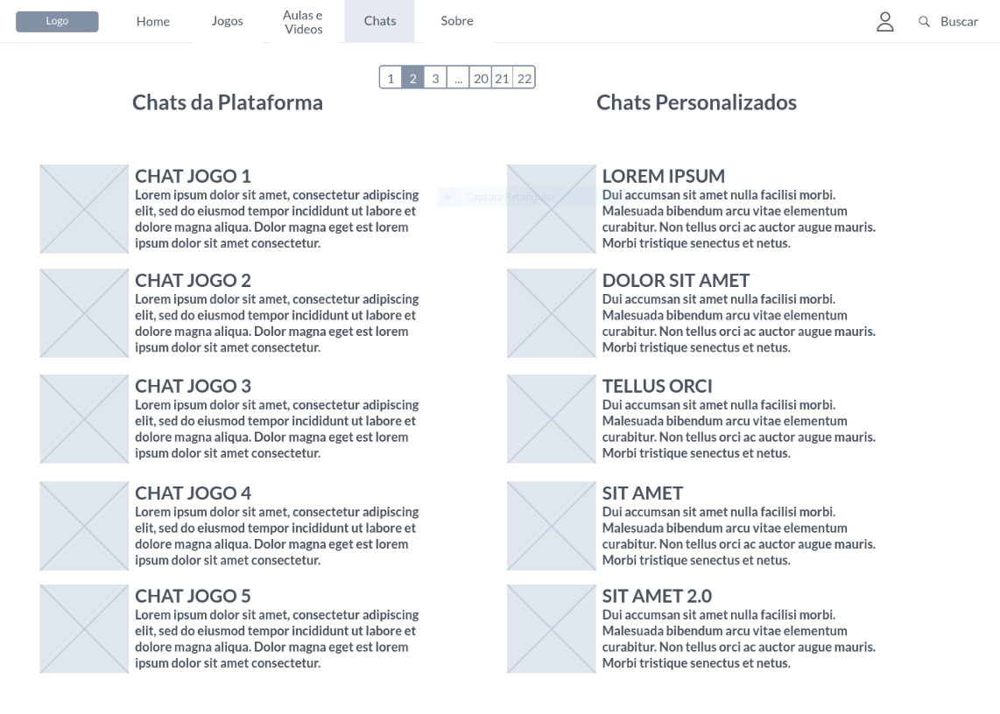 Logo
Home
Jogos
Aulas e
Videos
Chats
Sobre
Buscar
1 2 3 ... 20 21 22
Chats da Plataforma
CHAT JOGO 1
Lorem ipsum dolor sit amet, consectetur adipiscing
elit, sed do eiusmod tempor incididunt ut labore et
dolore magna aliqua. Dolor magna eget est lorem
ipsum dolor sit amet consectetur.
CHAT JOGO 2
Lorem ipsum dolor sit amet, consectetur adipiscing
elit, sed do eiusmod tempor incididunt ut labore et
dolore magna aliqua. Dolor magna eget est lorem
ipsum dolor sit amet consectetur.
CHAT JOGO 3
Lorem ipsum dolor sit amet, consectetur adipiscing
elit, sed do eiusmod tempor incididunt ut labore et
dolore magna aliqua. Dolor magna eget est lorem
ipsum dolor sit amet consectetur.
CHAT JOGO 4
Lorem ipsum dolor sit amet, consectetur adipiscing
elit, sed do eiusmod tempor incididunt ut labore et
dolore magna aliqua. Dolor magna eget est lorem
ipsum dolor sit amet consectetur.
CHAT JOGO 5
Lorem ipsum dolor sit amet, consectetur adipiscing
elit, sed do eiusmod tempor incididunt ut labore et
dolore magna aliqua. Dolor magna eget est lorem
ipsum dolor sit amet consectetur.
Captura Retangular
Chats Personalizados
LOREM IPSUM
Dui accumsan sit amet nulla facilisi morbi.
Malesuada bibendum arcu vitae elementum
curabitur. Non tellus orci ac auctor augue mauris.
Morbi tristique senectus et netus.
DOLOR SIT AMET
Dui accumsan sit amet nulla facilisi morbi.
Malesuada bibendum arcu vitae elementum
curabitur. Non tellus orci ac auctor augue mauris.
Morbi tristique senectus et netus.
TELLUS ORCI
Dui accumsan sit amet nulla facilisi morbi.
Malesuada bibendum arcu vitae elementum
curabitur. Non tellus orci ac auctor augue mauris.
Morbi tristique senectus et netus.
SIT AMET
Dui accumsan sit amet nulla facilisi morbi.
Malesuada bibendum arcu vitae elementum
curabitur. Non tellus orci ac auctor augue mauris.
Morbi tristique senectus et netus.
SIT AMET 2.0
Dui accumsan sit amet nulla facilisi morbi.
Malesuada bibendum arcu vitae elementum
curabitur. Non tellus orci ac auctor augue mauris.
Morbi tristique senectus et netus.